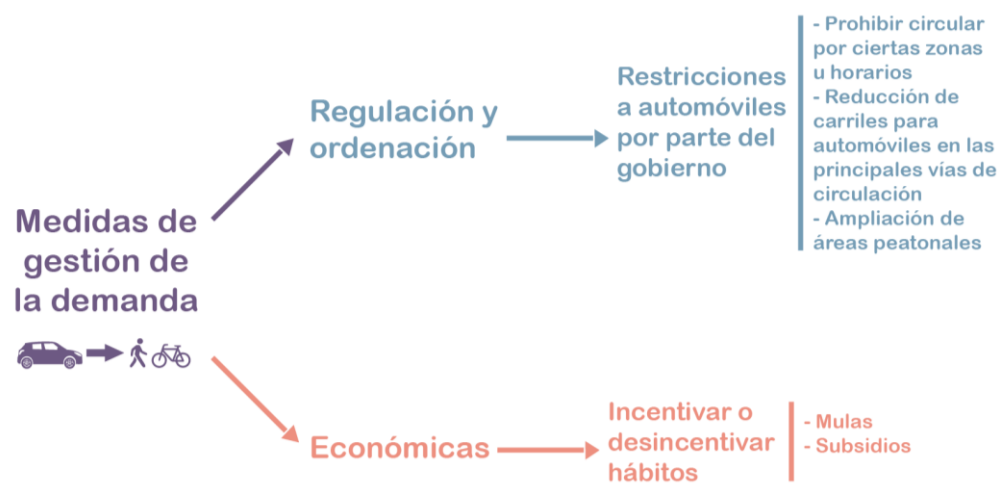 Medidas de
gestión de
la demanda
Regulación y
ordenación
Restricciones
a automóviles
por parte del
gobierno
- Prohibir circular
por ciertas zonas
u horarios
- Reducción de
carriles para
automóviles en las
principales vías de
circulación
- Ampliación de
áreas peatonales
Económicas
Incentivar o
desincentivar
hábitos
- Mulas
- Subsidios